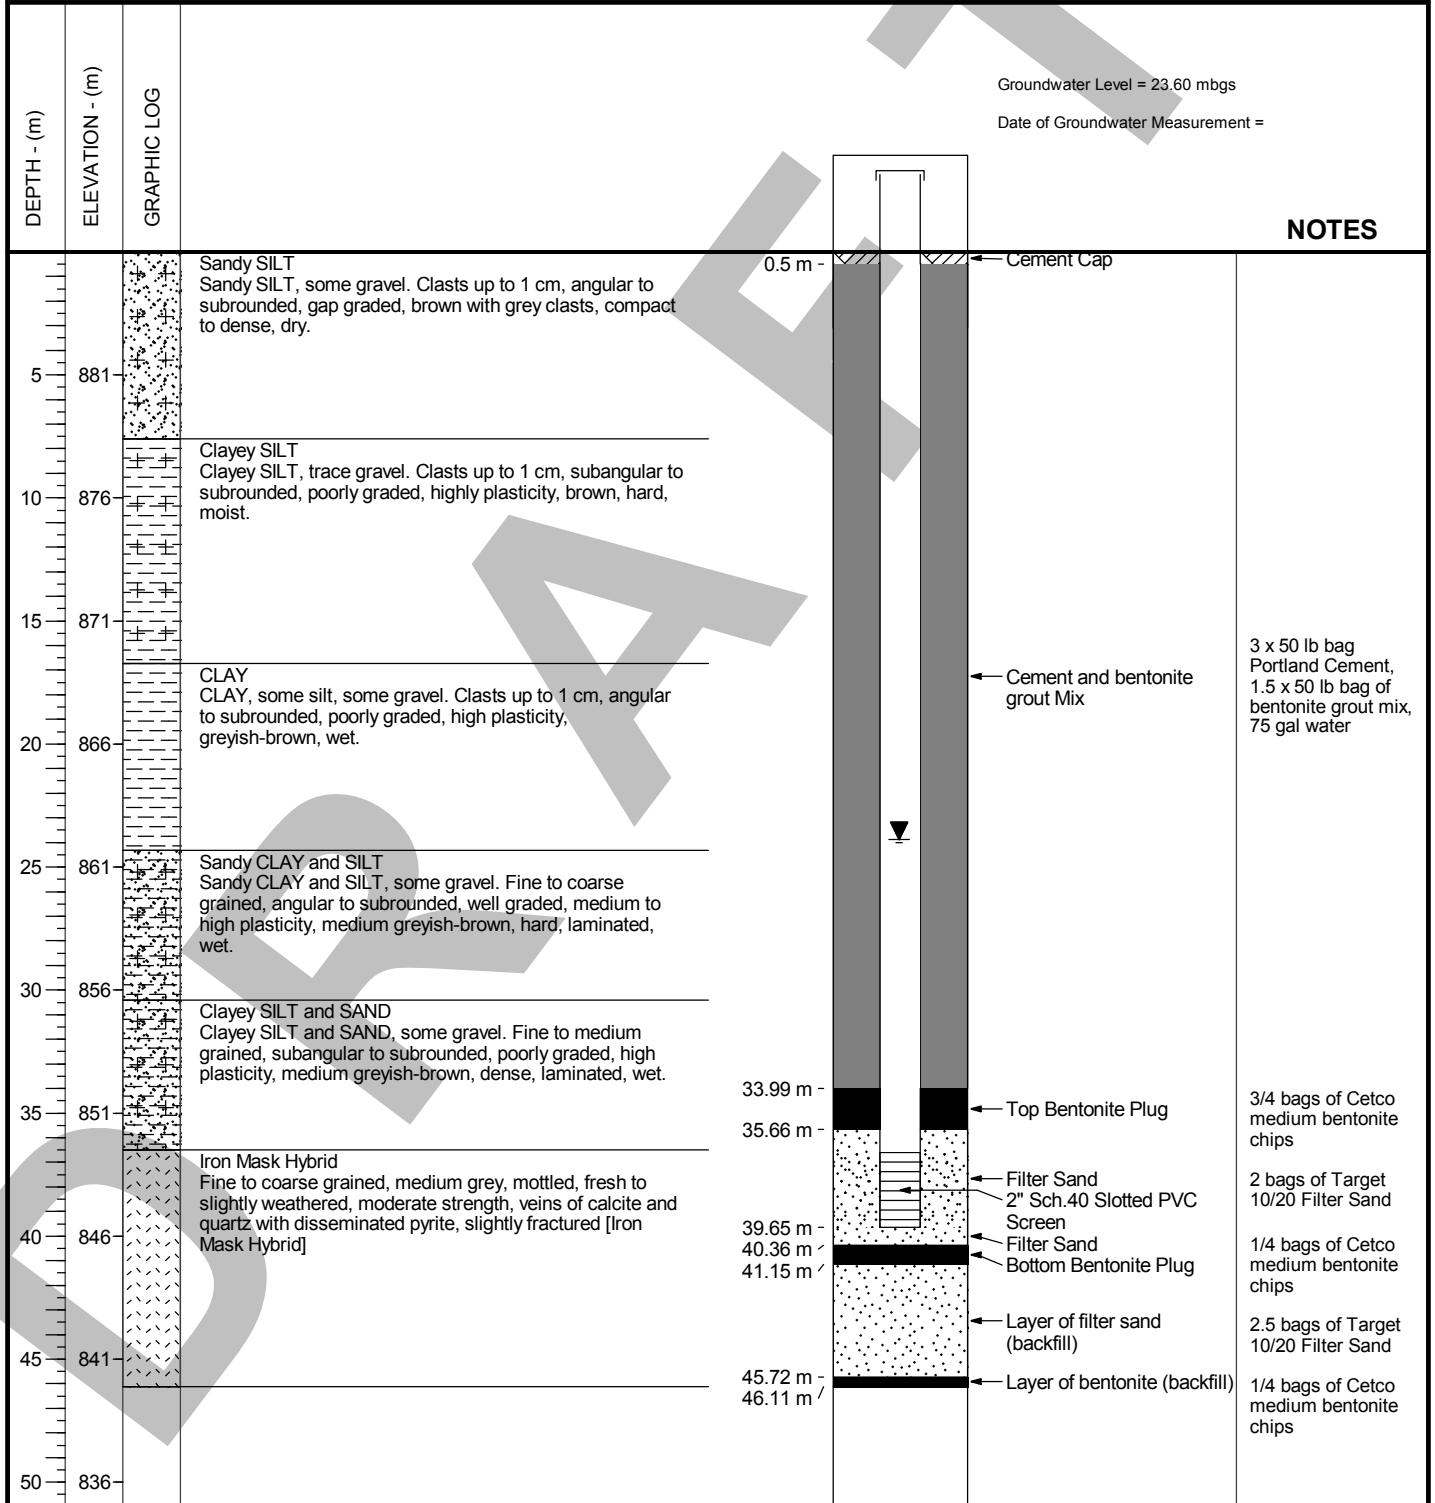 Groundwater Level = 23.60 mbgs
Date of Groundwater Measurement =
DEPTH - (m)
ELEVATION - (m)
GRAPHIC LOG
NOTES
Sandy SILT
Sandy SILT, some gravel. Clasts up to 1 cm, angular to
subrounded, gap graded, brown with grey clasts, compact
to dense, dry.
0.5 m
Cement Cap
5
881
Clayey SILT
Clayey SILT, trace gravel. Clasts up to 1 cm, subangular to
subrounded, poorly graded, highly plasticity, brown, hard,
moist.
10
876
15
871
CLAY
CLAY, some silt, some gravel. Clasts up to 1 cm, angular
to subrounded, poorly graded, high plasticity,
greyish-brown, wet.
Cement and bentonite
grout Mix
3 x 50 lb bag
Portland Cement,
1.5 x 50 lb bag of
bentonite grout mix,
75 gal water
20
866
25
861
Sandy CLAY and SILT
Sandy CLAY and SILT, some gravel. Fine to coarse
grained, angular to subrounded, well graded, medium to
high plasticity, medium greyish-brown, hard, laminated,
wet.
30
856
Clayey SILT and SAND
Clayey SILT and SAND, some gravel. Fine to medium
grained, subangular to subrounded, poorly graded, high
plasticity, medium greyish-brown, dense, laminated, wet.
33.99 m
35
851
35.66 m
Top Bentonite Plug
3/4 bags of Cetco
medium bentonite
chips
Iron Mask Hybrid
Fine to coarse grained, medium grey, mottled, fresh to
slightly weathered, moderate strength, veins of calcite and
quartz with disseminated pyrite, slightly fractured [Iron
Mask Hybrid]
Filter Sand
2" Sch.40 Slotted PVC
Screen
2 bags of Target
10/20 Filter Sand
39.65 m
40
846
40.36 m
41.15 m
Filter Sand
Bottom Bentonite Plug
1/4 bags of Cetco
medium bentonite
chips
Layer of filter sand
(backfill)
2.5 bags of Target
10/20 Filter Sand
45
841
45.72 m
46.11 m
Layer of bentonite (backfill)
1/4 bags of Cetco
medium bentonite
chips
50
836
DRAFT